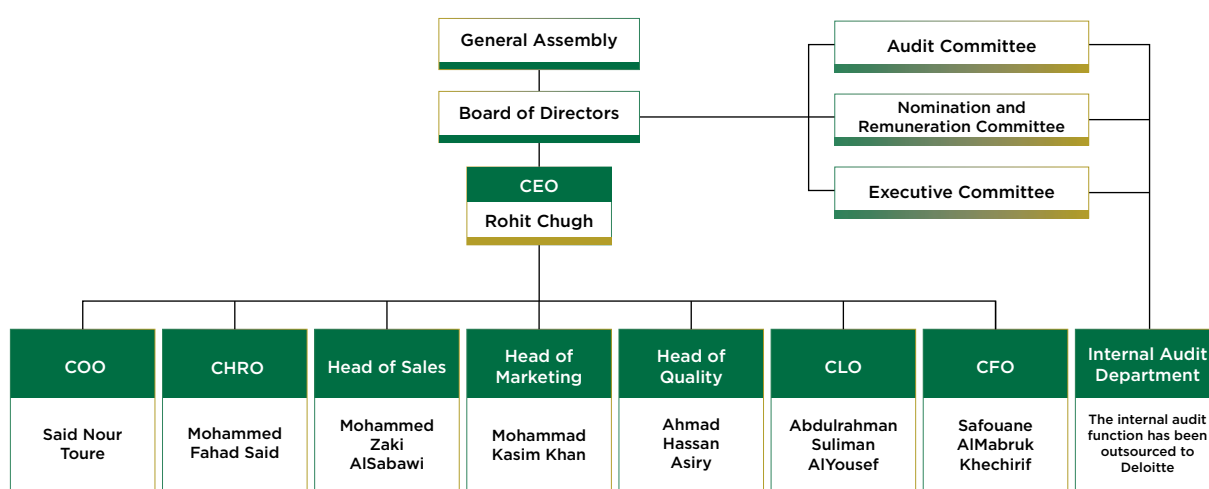 General Assembly
Audit Committee
Board of Directors
Nomination and
Remuneration Committee
CEO
Rohit Chugh
Executive Committee
COO
Said Nour
Toure
CHRO
Mohammed
Fahad Said
Head of Sales
Mohammed
Zaki
AlSabawi
Head of
Marketing
Mohammad
Kasim Khan
Head of
Quality
Ahmad
Hassan
Asiry
CLO
Abdulrahman
Suliman
AlYousef
CFO
Safouane
AlMabruk
Khechirif
Internal Audit
Department
The internal audit
function has been
outsourced to
Deloitte